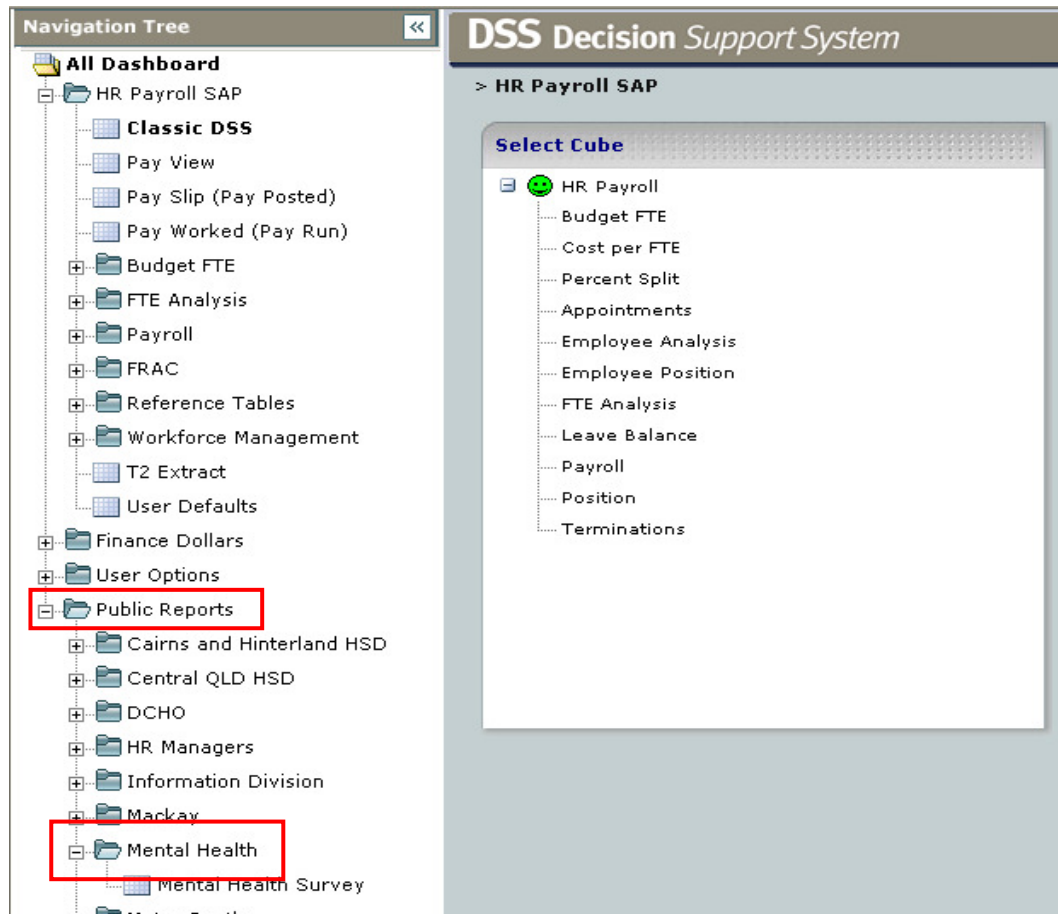 Navigation Tree
All Dashboard
HR Payroll SAP
Classic DSS
Pay View
Pay Slip (Pay Posted)
Pay Worked (Pay Run)
Budget FTE
FTE Analysis
Payroll
FRAC
Reference Tables
Workforce Management
T2 Extract
User Defaults
Finance Dollars
User Options
Public Reports
Cairns and Hinterland HSD
Central QLD HSD
DCHO
HR Managers
Information Division
Mackay
Mental Health
Mental Health Survey
DSS Decision Support System
> HR Payroll SAP
Select Cube
HR Payroll
Budget FTE
Cost per FTE
Percent Split
Appointments
Employee Analysis
Employee Position
FTE Analysis
Leave Balance
Payroll
Position
Terminations